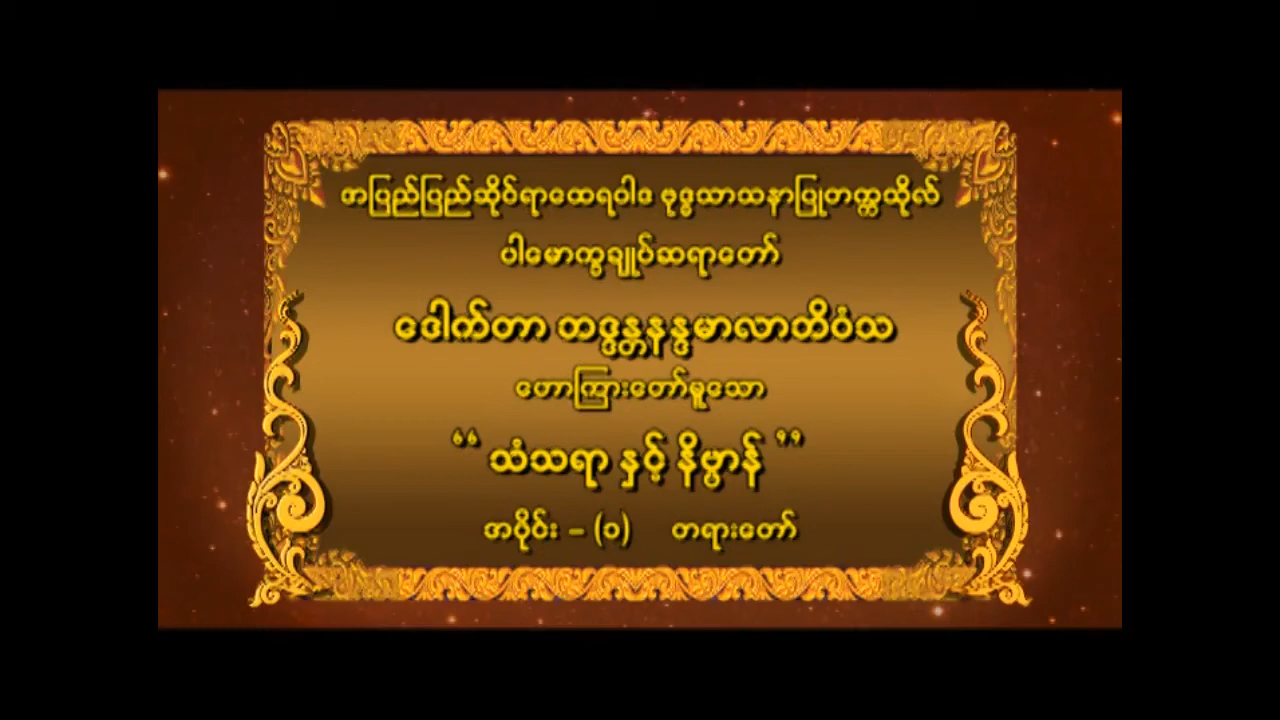 အပြည်ပြည်ဆိုင်ရာထေရဝါဒ ဗုဒ္ဓသာသနာပြုတက္ကသိုလ်
ပါမောက္ခချုပ်ဆရာတော်
ဒေါက်တာ ဘဒ္ဒန္တနန္ဒမာလာဘိဝံသ
ဟောကြားတော်မူသော
“ သံသရာ နှင့် နိဗ္ဗာန် ”
အပိုင်း - (၁) တရားတော်